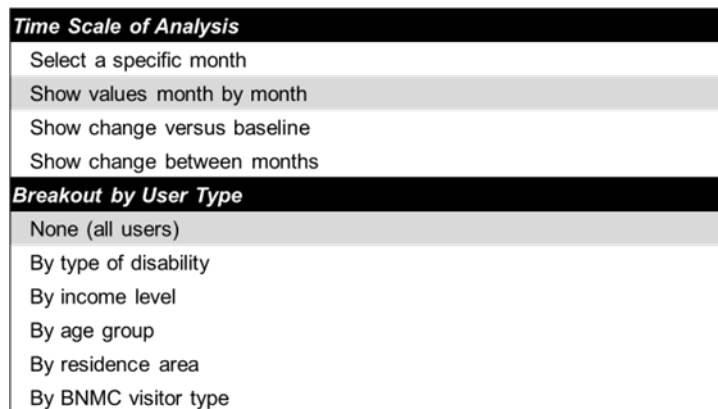 Time Scale of Analysis
Select a specific month
Show values month by month
Show change versus baseline
Show change between months
Breakout by User Type
None (all users)
By type of disability
By income level
By age group
By residence area
By BNMC visitor type